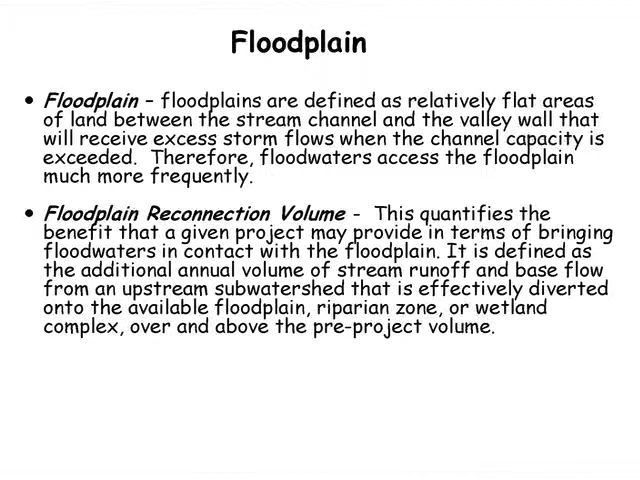 Floodplain
• Floodplain – floodplains are defined as relatively flat areas
of land between the stream channel and the valley wall that
will receive excess storm flows when the channel capacity is
exceeded.  Therefore, floodwaters access the floodplain
much more frequently.
• Floodplain Reconnection Volume -  This quantifies the
benefit that a given project may provide in terms of bringing
floodwaters in contact with the floodplain. It is defined as
the additional annual volume of stream runoff and base flow
from an upstream subwatershed that is effectively diverted
onto the available floodplain, riparian zone, or wetland
complex, over and above the pre-project volume.